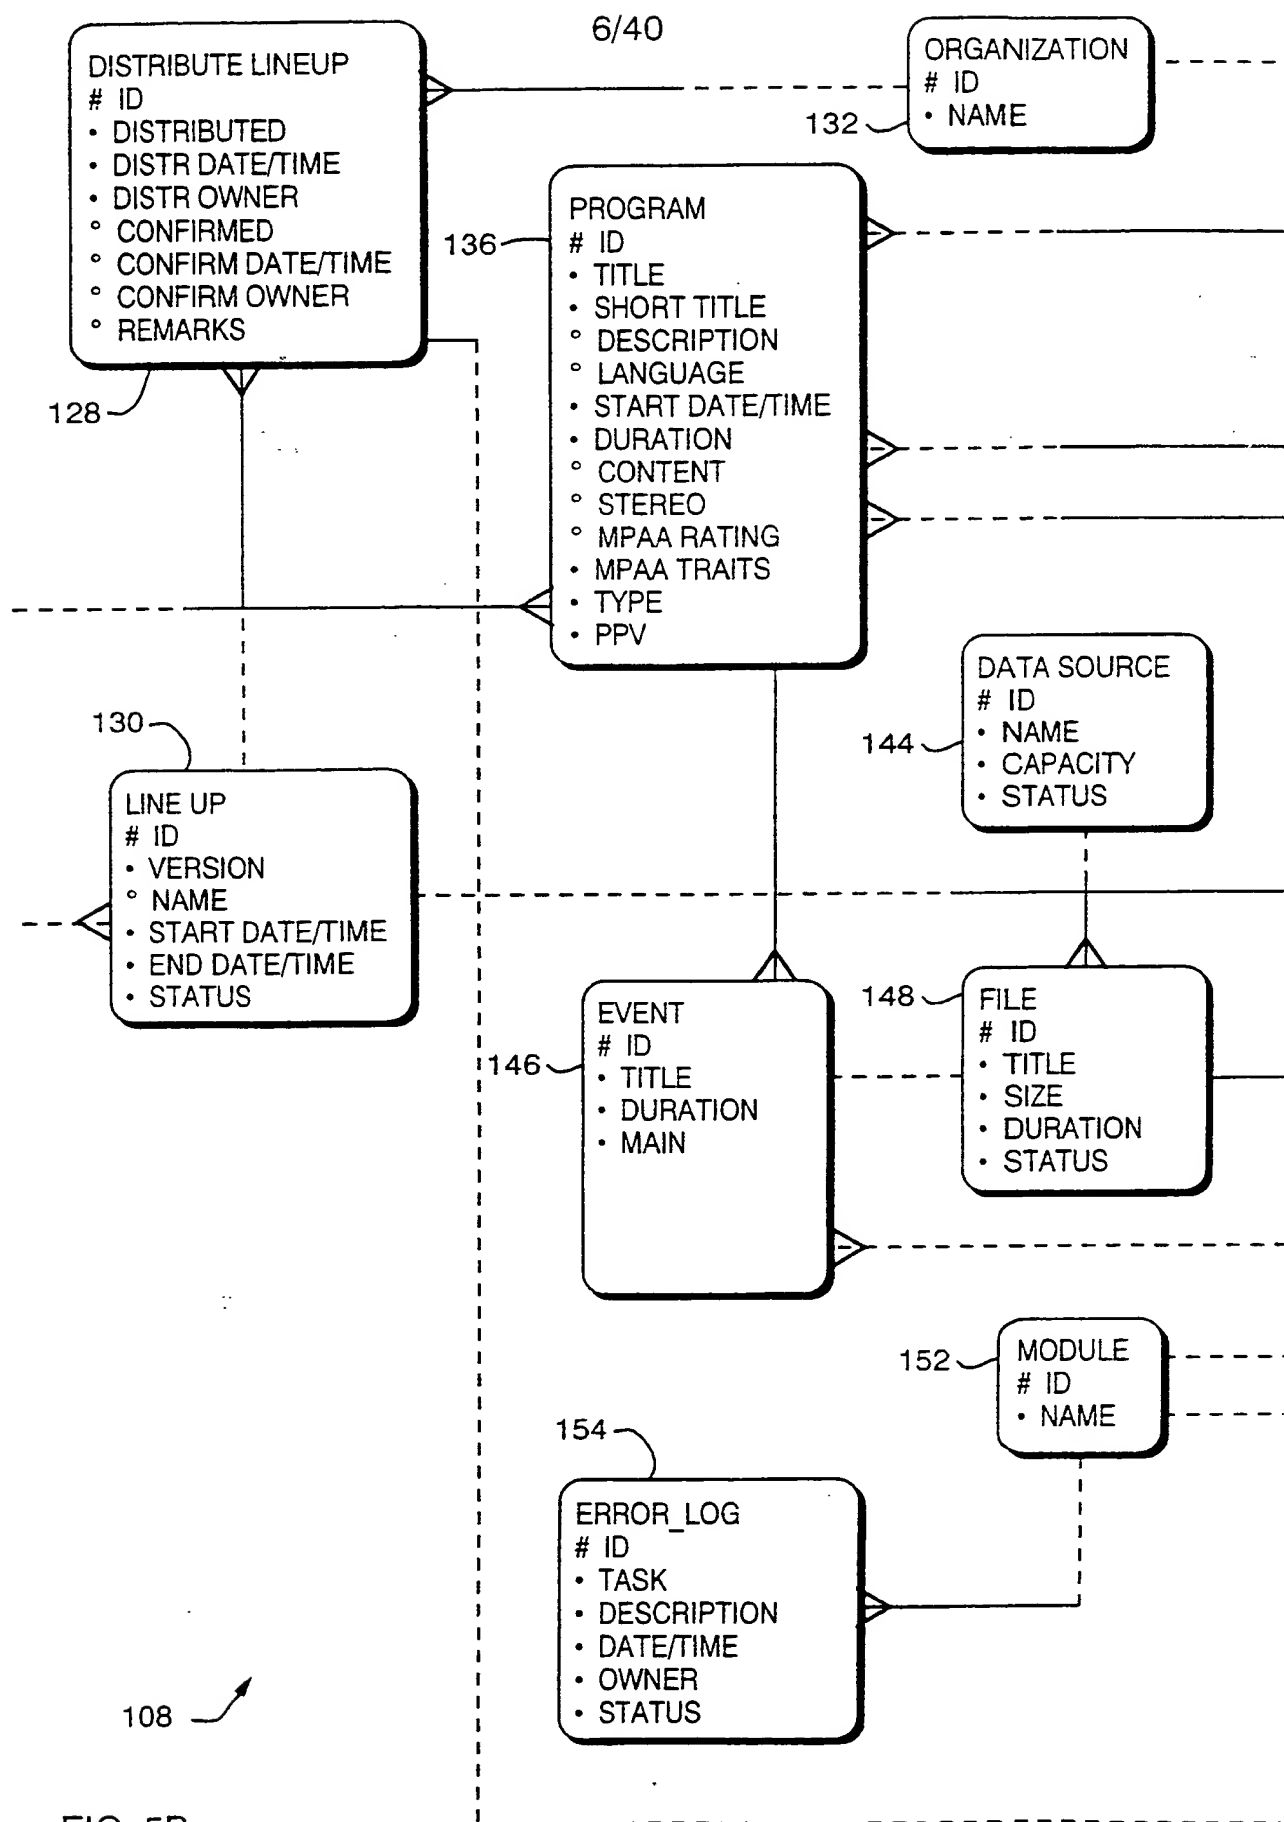 6/40
DISTRIBUTE LINEUP
# ID
• DISTRIBUTED
• DISTR DATE/TIME
• DISTR OWNER
° CONFIRMED
° CONFIRM DATE/TIME
° CONFIRM OWNER
° REMARKS
128
ORGANIZATION
# ID
• NAME
132
136
PROGRAM
# ID
• TITLE
• SHORT TITLE
° DESCRIPTION
° LANGUAGE
• START DATE/TIME
• DURATION
° CONTENT
° STEREO
° MPAA RATING
• MPAA TRAITS
• TYPE
• PPV
130
LINE UP
# ID
• VERSION
° NAME
• START DATE/TIME
• END DATE/TIME
• STATUS
144
DATA SOURCE
# ID
• NAME
• CAPACITY
• STATUS
146
EVENT
# ID
• TITLE
• DURATION
• MAIN
148
FILE
# ID
• TITLE
• SIZE
• DURATION
• STATUS
152
MODULE
# ID
• NAME
154
ERROR_LOG
# ID
• TASK
• DESCRIPTION
• DATE/TIME
• OWNER
• STATUS
108